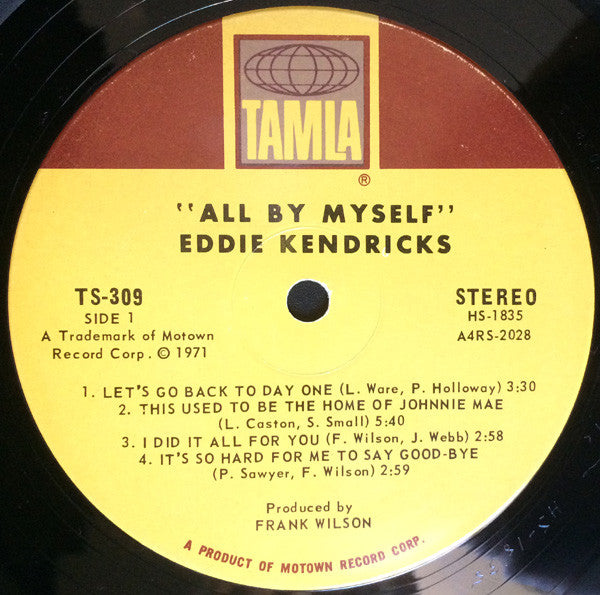 TAMLA
®
"ALL BY MYSELF"
EDDIE KENDRICKS
TS-309
SIDE 1
A Trademark of Motown
Record Corp. © 1971
STEREO
HS-1835
A4RS-2028
1. LET'S GO BACK TO DAY ONE (L. Ware, P. Holloway) 3:30
2. THIS USED TO BE THE HOME OF JOHNNIE MAE
(L. Caston, S. Small) 5:40
3. I DID IT ALL FOR YOU (F. Wilson, J. Webb) 2:58
4. IT'S SO HARD FOR ME TO SAY GOOD-BYE
(P. Sawyer, F. Wilson) 2:59
Produced by
FRANK WILSON
A PRODUCT OF MOTOWN RECORD CORP.